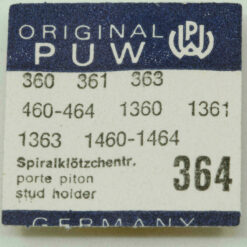 ORIGINAL
PUW PUW
360 361 363
460-464 1360 1361
1363 1460-1464
Spiralklötzchentr.
porte piton
stud holder
364
GERMANY